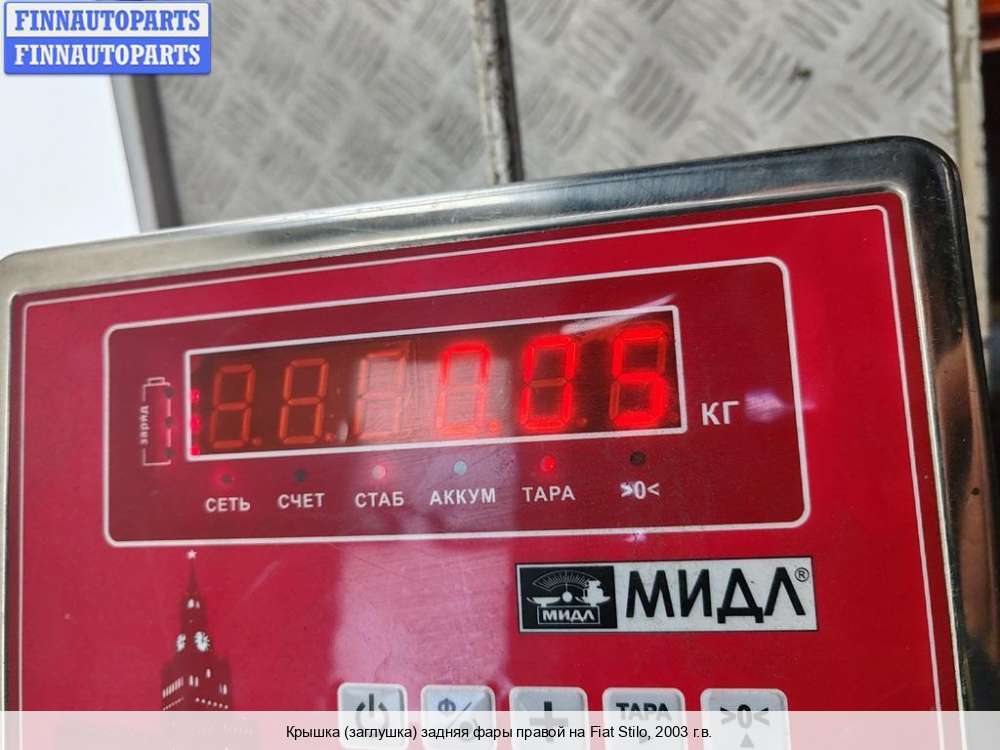 FINNAUTOPARTS
FINNAUTOPARTS
заряд
0.05
КГ
СЕТЬ СЧЕТ СТАБ АККУМ ТАРА >0<
МИДЛ МИДЛ®
ТАРА >0<
Крышка (заглушка) задняя фары правой на Fiat Stilo, 2003 г.в.